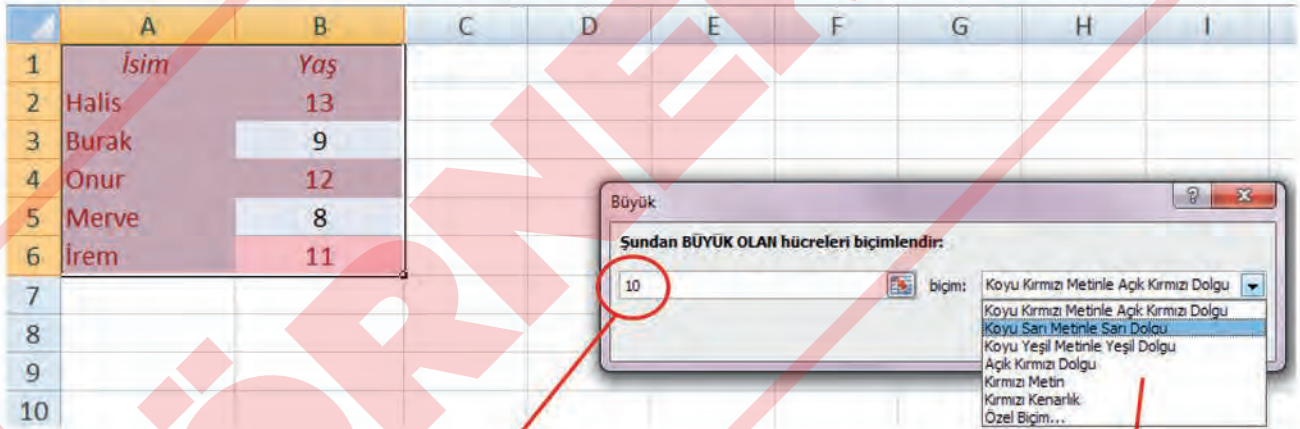 A B C D E F G H I
1 İsim Yaş
2 Halis 13
3 Burak 9
4 Onur 12
5 Merve 8
6 İrem 11
7
8
9
10
Büyük
Şundan BÜYÜK OLAN hücreleri biçimlendir:
10 biçim: Koyu Kırmızı Metinle Açık Kırmızı Dolgu
Koyu Kırmızı Metinle Açık Kırmızı Dolgu
Koyu Sarı Metinle Sarı Dolgu
Koyu Yeşil Metinle Yeşil Dolgu
Açık Kırmızı Dolgu
Kırmızı Metin
Kırmızı Kenarlık
Özel Biçim...
ÖRNEK